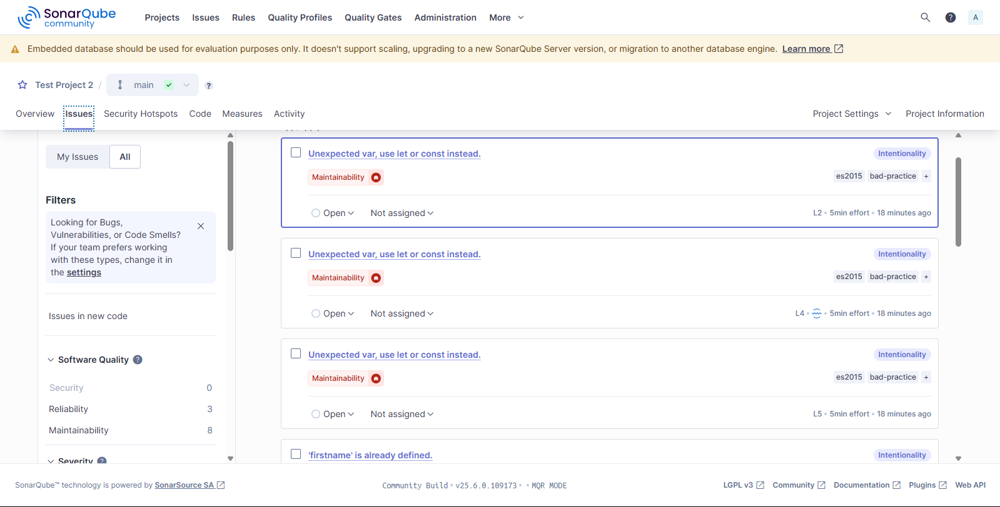 SonarQube community
Projects Issues Rules Quality Profiles Quality Gates Administration More
? A
Embedded database should be used for evaluation purposes only. It doesn't support scaling, upgrading to a new SonarQube Server version, or migration to another database engine. Learn more
Test Project 2 / main ?
Overview Issues Security Hotspots Code Measures Activity Project Settings Project Information
My Issues All
Filters
Looking for Bugs,
Vulnerabilities, or Code Smells?
If your team prefers working
with these types, change it in
the settings
Issues in new code
Software Quality ?
Security 0
Reliability 3
Maintainability 8
Severity ?
Unexpected var, use let or const instead. Intentionality
Maintainability es2015 bad-practice +
Open Not assigned L2 • 5min effort • 18 minutes ago
Unexpected var, use let or const instead. Intentionality
Maintainability es2015 bad-practice +
Open Not assigned L4 • • 5min effort • 18 minutes ago
Unexpected var, use let or const instead. Intentionality
Maintainability es2015 bad-practice +
Open Not assigned L5 • 5min effort • 18 minutes ago
'firstname' is already defined. Intentionality
SonarQube™ technology is powered by SonarSource SA Community Build • v25.6.0.109173 • • MQR MODE LGPL v3 Community Documentation Plugins Web API